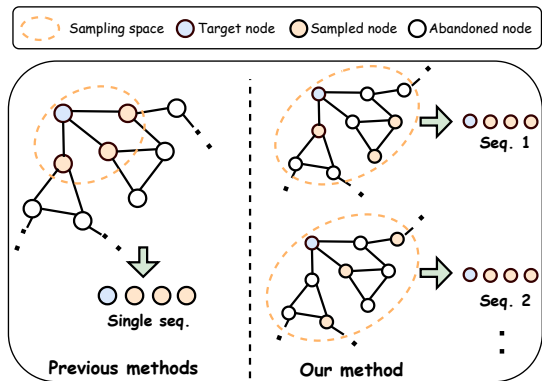 Sampling space Target node Sampled node Abandoned node
Seq. 1
Single seq.
Seq. 2
Previous methods
Our method